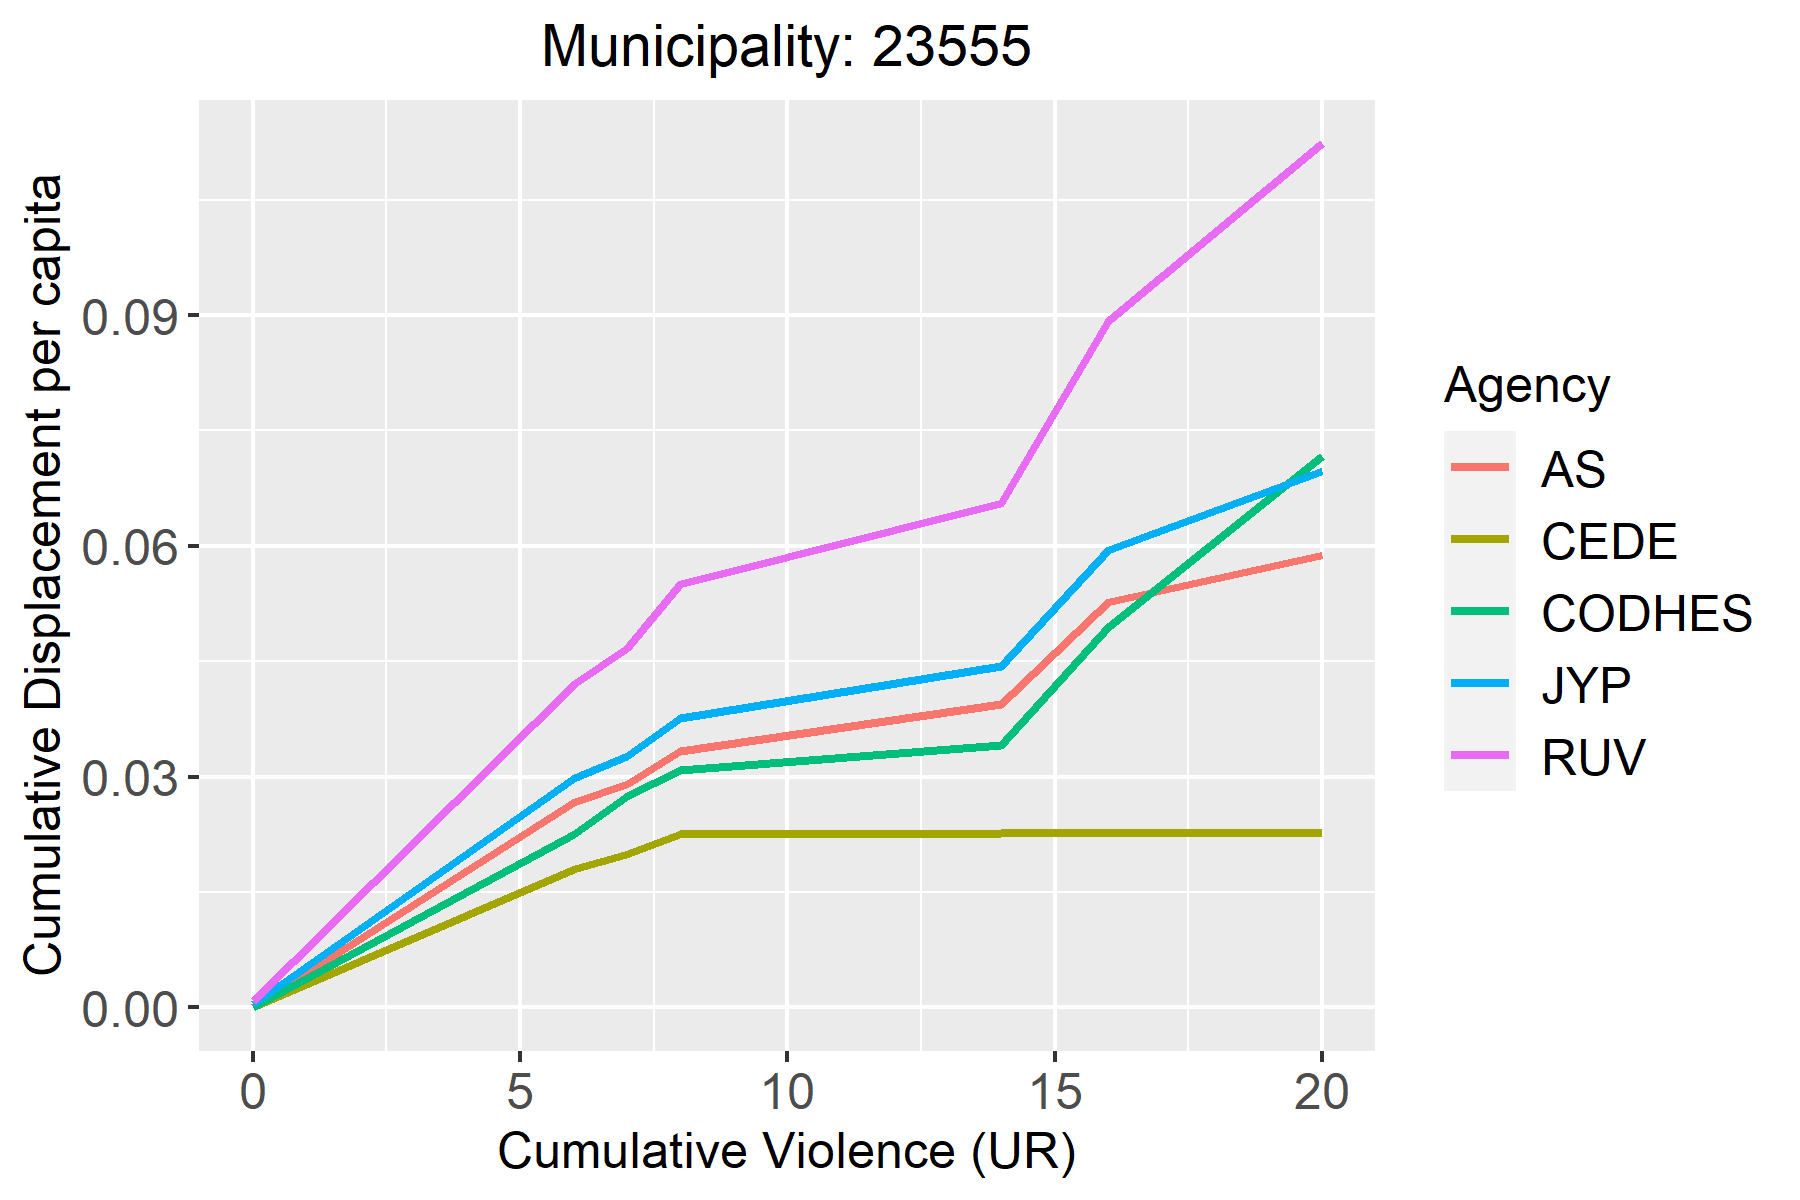 Municipality: 23555
Cumulative Displacement per capita
0.09
0.06
0.03
0.00
0 5 10 15 20
Cumulative Violence (UR)
Agency
AS
CEDE
CODHES
JYP
RUV